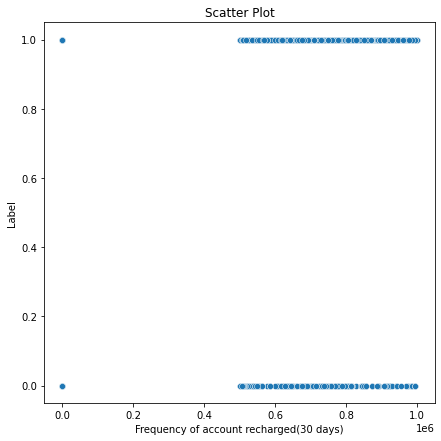 Scatter Plot
1.0
0.8
0.6
0.4
0.2
0.0
Label
0.0 0.2 0.4 0.6 0.8 1.0
1e6
Frequency of account recharged(30 days)